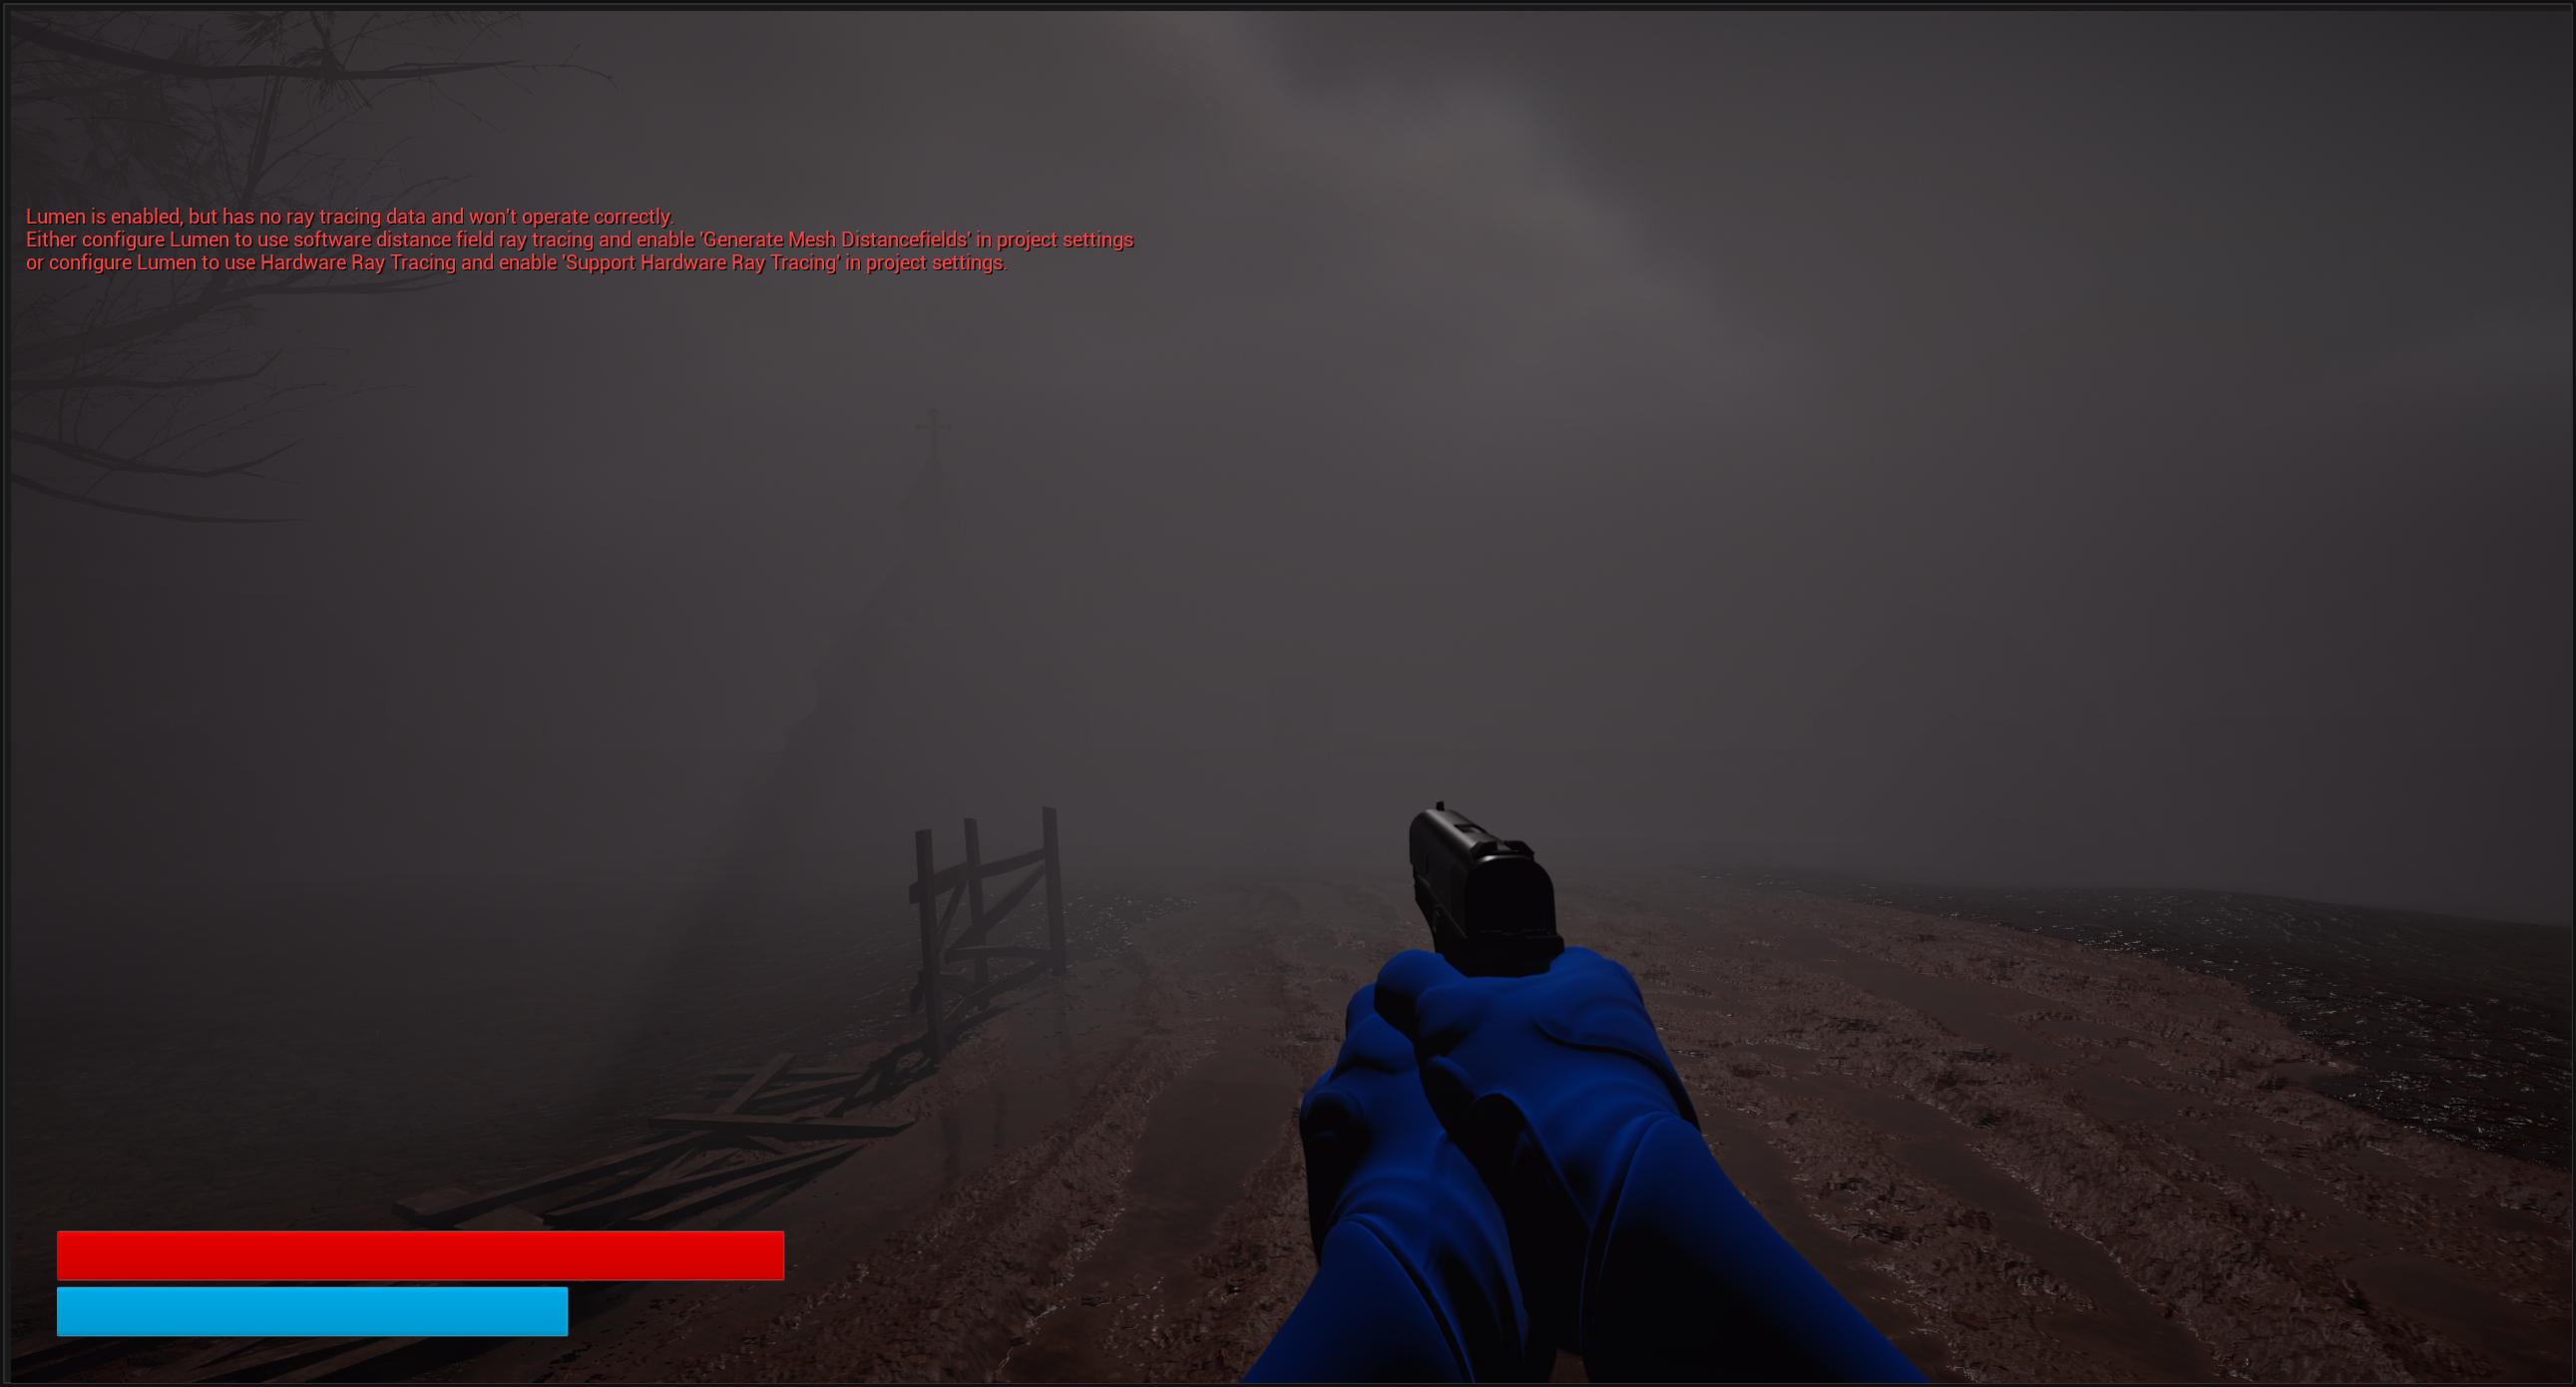 Lumen is enabled, but has no ray tracing data and won't operate correctly.
Either configure Lumen to use software distance field ray tracing and enable 'Generate Mesh Distancefields' in project settings
or configure Lumen to use Hardware Ray Tracing and enable 'Support Hardware Ray Tracing' in project settings.